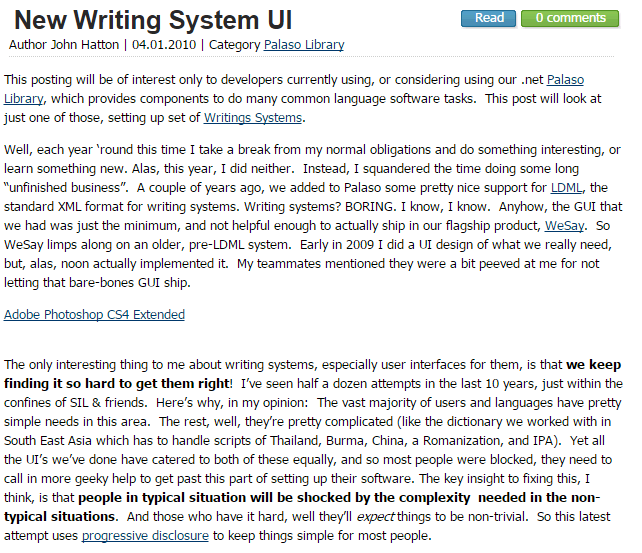 New Writing System UI
Read
0 comments
Author John Hatton | 04.01.2010 | Category Palaso Library
This posting will be of interest only to developers currently using, or considering using our .net Palaso
Library, which provides components to do many common language software tasks.  This post will look at
just one of those, setting up set of Writings Systems.
Well, each year ‘round this time I take a break from my normal obligations and do something interesting, or
learn something new. Alas, this year, I did neither.  Instead, I squandered the time doing some long
“unfinished business”.  A couple of years ago, we added to Palaso some pretty nice support for LDML, the
standard XML format for writing systems. Writing systems? BORING. I know, I know.  Anyhow, the GUI that
we had was just the minimum, and not helpful enough to actually ship in our flagship product, WeSay.  So
WeSay limps along on an older, pre-LDML system.  Early in 2009 I did a UI design of what we really need,
but, alas, noon actually implemented it.  My teammates mentioned they were a bit peeved at me for not
letting that bare-bones GUI ship.
Adobe Photoshop CS4 Extended
The only interesting thing to me about writing systems, especially user interfaces for them, is that we keep
finding it so hard to get them right!  I’ve seen half a dozen attempts in the last 10 years, just within the
confines of SIL & friends.  Here’s why, in my opinion:  The vast majority of users and languages have pretty
simple needs in this area.  The rest, well, they’re pretty complicated (like the dictionary we worked with in
South East Asia which has to handle scripts of Thailand, Burma, China, a Romanization, and IPA).  Yet all
the UI’s we’ve done have catered to both of these equally, and so most people were blocked, they need to
call in more geeky help to get past this part of setting up their software. The key insight to fixing this, I
think, is that people in typical situation will be shocked by the complexity  needed in the non-
typical situations.  And those who have it hard, well they’ll expect things to be non-trivial.  So this latest
attempt uses progressive disclosure to keep things simple for most people.